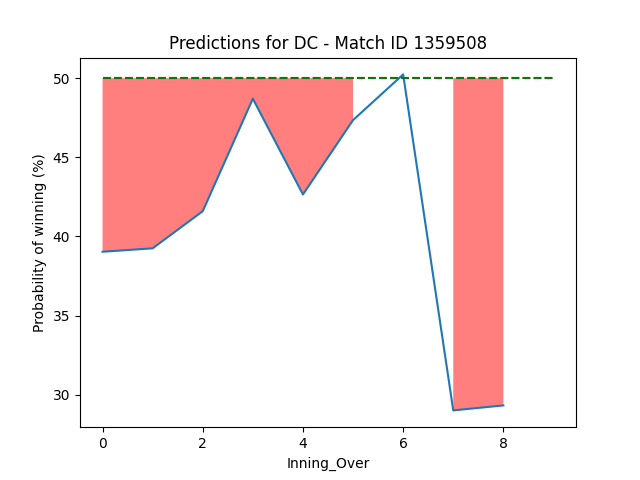 Predictions for DC - Match ID 1359508
Probability of winning (%)
50
45
40
35
30
0 2 4 6 8
Inning_Over